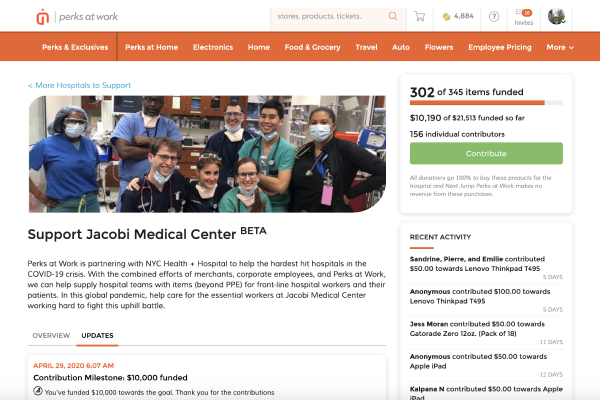 perks at work
stores, products, tickets,
4,884
?
16
Invites
Perks & Exclusives
Perks at Home
Electronics
Home
Food & Grocery
Travel
Auto
Flowers
Employee Pricing
More
< More Hospitals to Support
Support Jacobi Medical Center BETA
Perks at Work is partnering with NYC Health + Hospital to help the hardest hit hospitals in the
COVID-19 crisis. With the combined efforts of merchants, corporate employees, and Perks at Work,
we can help supply hospital teams with items (beyond PPE) for front-line hospital workers and their
patients. In this global pandemic, help care for the essential workers at Jacobi Medical Center
working hard to fight this uphill battle.
OVERVIEW
UPDATES
APRIL 29, 2020 6:07 AM
Contribution Milestone: $10,000 funded
You've funded $10,000 towards the goal. Thank you for the contributions
302 of 345 items funded
$10,190 of $21,513 funded so far
156 individual contributors
Contribute
All donations go 100% to buy these products for the
hospital and Next Jump Perks at Work makes no
revenue from these purchases.
RECENT ACTIVITY
Sandrine, Pierre, and Emilie contributed
$50.00 towards Lenovo Thinkpad T495
5 DAYS
Anonymous contributed $100.00 towards
Lenovo Thinkpad T495
5 DAYS
Jess Moran contributed $50.00 towards
Gatorade Zero 12oz. (Pack of 18)
11 DAYS
Anonymous contributed $50.00 towards
Apple iPad
12 DAYS
Kalpana N contributed $50.00 towards Apple
iPad